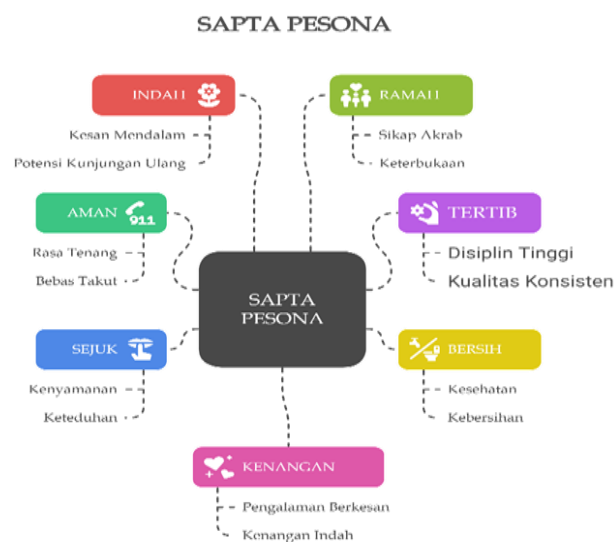 SAPTA PESONA
INDAH
Kesan Mendalam
Potensi Kunjungan Ulang
RAMAH
Sikap Akrab
Keterbukaan
AMAN
911
Rasa Tenang
Bebas Takut
TERTIB
Disiplin Tinggi
Kualitas Konsisten
SAPTA
PESONA
SEJUK
Kenyamanan
Keteduhan
BERSIH
Kesehatan
Kebersihan
KENANGAN
Pengalaman Berkesan
Kenangan Indah